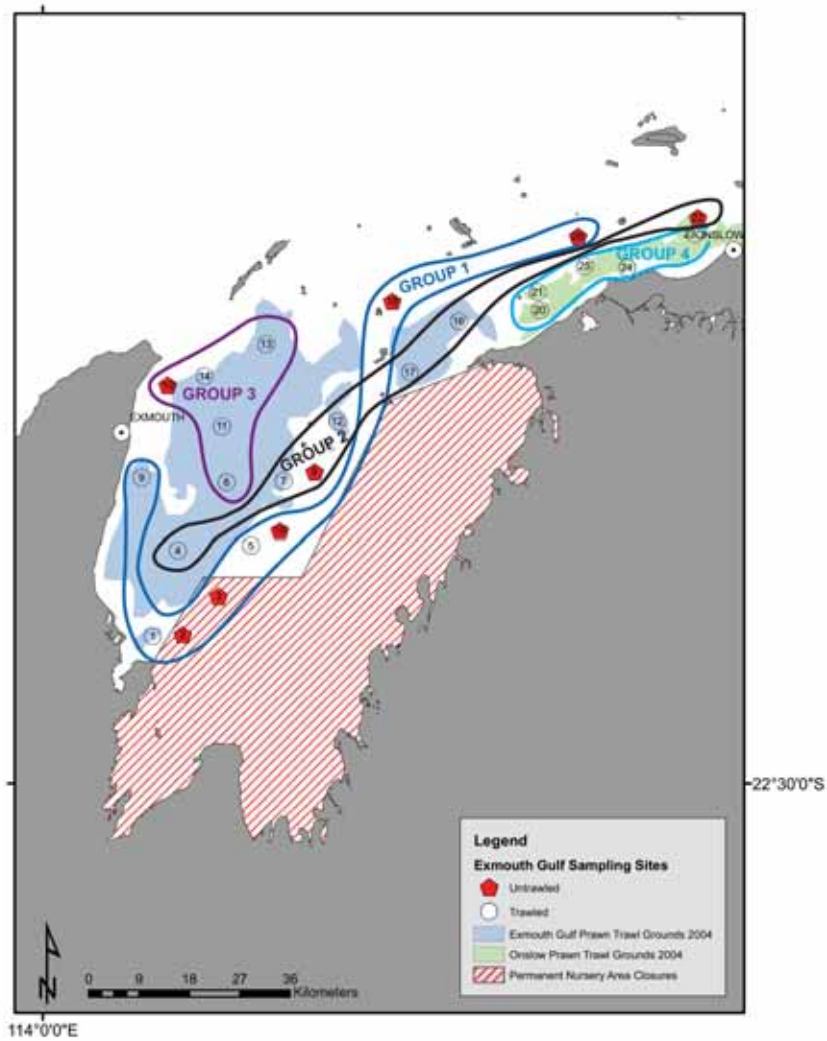 GROUP 1
ONSLOW
GROUP 4
25
24
21
20
16
13
14
GROUP 3
17
EXMOUTH
11
12
GROUP 2
9
7
4
5
3
1
2
22°30'0"S
Legend
Exmouth Gulf Sampling Sites
Untrawled
Trawled
Exmouth Gulf Prawn Trawl Grounds 2004
Onslow Prawn Trawl Grounds 2004
Permanent Nursery Area Closures
N
0 9 18 27 36
Kilometers
114°0'0"E